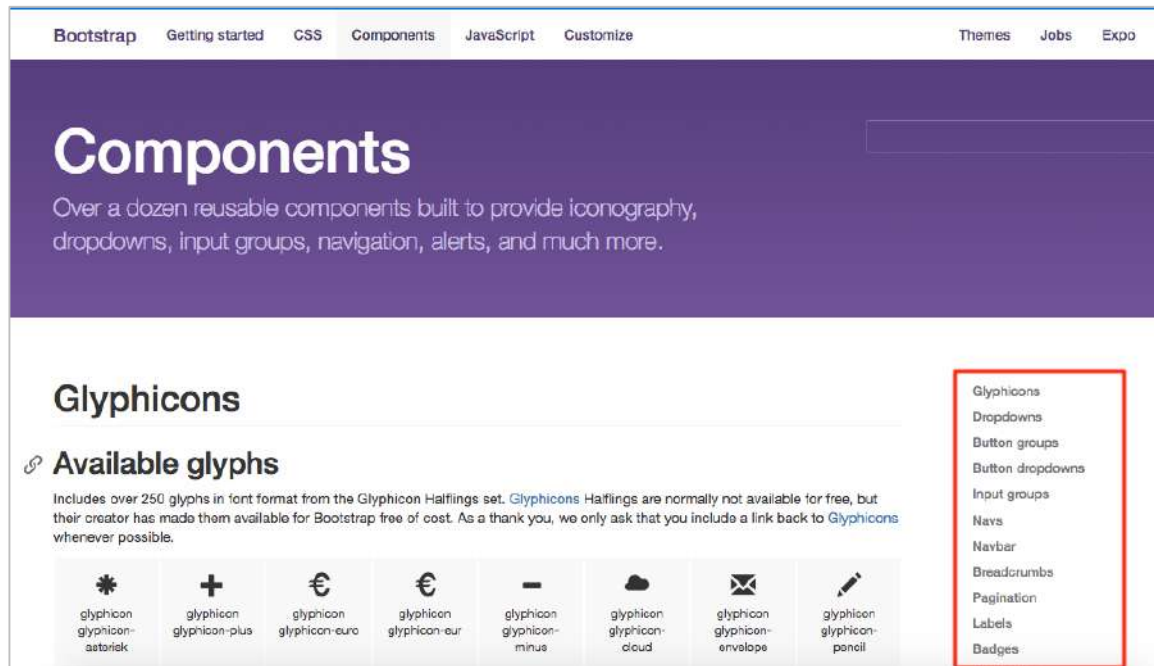 Bootstrap Getting started CSS Components JavaScript Customize Themes Jobs Expo
Components
Over a dozen reusable components built to provide iconography,
dropdowns, input groups, navigation, alerts, and much more.
Glyphicons
Available glyphs
Includes over 250 glyphs in font format from the Glyphicon Halflings set. Glyphicons Halflings are normally not available for free, but
their creator has made them available for Bootstrap free of cost. As a thank you, we only ask that you include a link back to Glyphicons
whenever possible.
glyphicon
glyphicon-
asterisk
glyphicon
glyphicon-plus
glyphicon
glyphicon-euro
glyphicon
glyphicon-eur
glyphicon
glyphicon-
minus
glyphicon
glyphicon-
cloud
glyphicon
glyphicon-
envelope
glyphicon
glyphicon-
pencil
Glyphicons
Dropdowns
Button groups
Button dropdowns
Input groups
Navs
Navbar
Breadcrumbs
Pagination
Labels
Badges